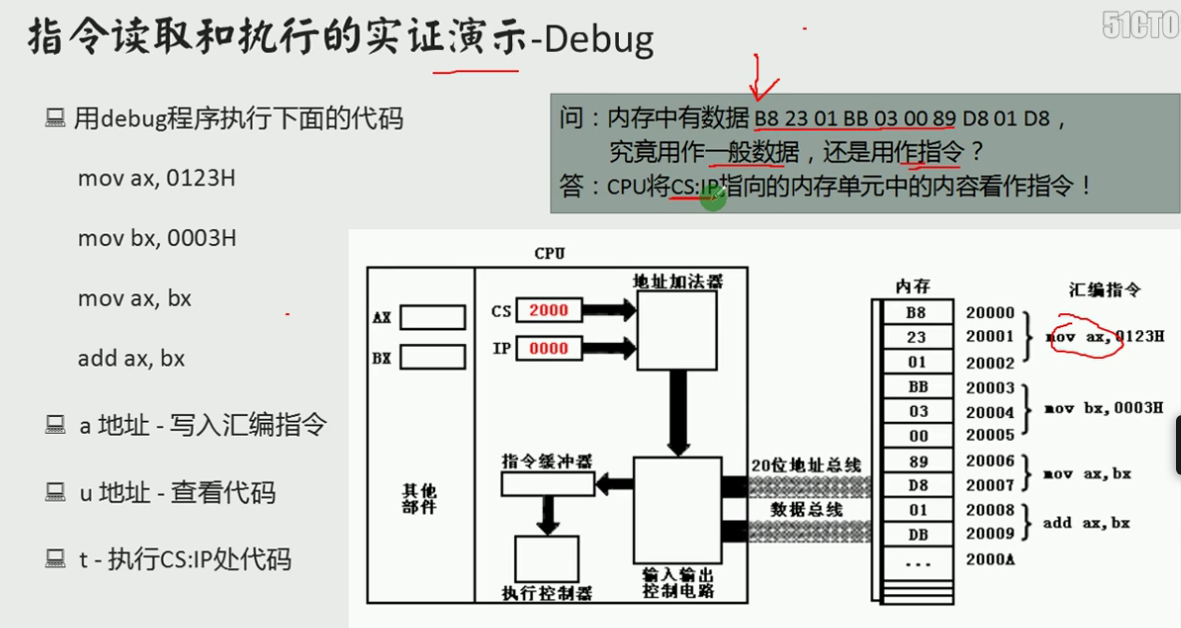 指令读取和执行的实证演示-Debug
51CTO
用debug程序执行下面的代码
mov ax, 0123H
mov bx, 0003H
mov ax, bx
add ax, bx
a 地址 - 写入汇编指令
u 地址 - 查看代码
t - 执行CS:IP处代码
问：内存中有数据 B8 23 01 BB 03 00 89 D8 01 D8，
究竟用作一般数据，还是用作指令？
答：CPU将CS:IP指向的内存单元中的内容看作指令！
CPU
地址加法器
CS 2000
IP 0000
AX
BX
指令缓冲器
其他
部件
执行控制器
输入输出
控制电路
20位地址总线
数据总线
内存
汇编指令
B8 20000
23 20001 mov ax,0123H
01 20002
BB 20003
03 20004 mov bx,0003H
00 20005
89 20006
D8 20007 mov ax,bx
01 20008
DB 20009 add ax,bx
... 2000A